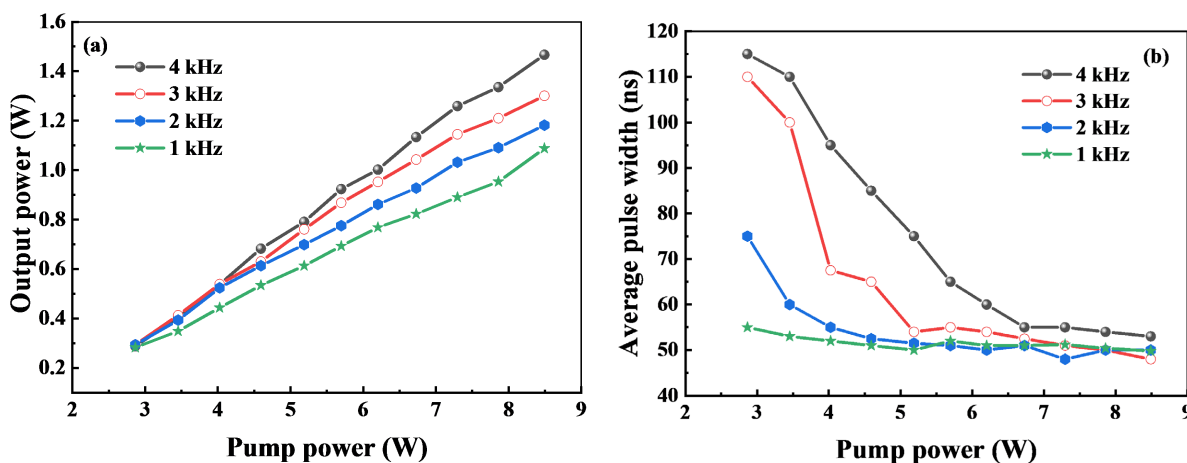 (a)
4 kHz
3 kHz
2 kHz
1 kHz
Output power (W)
1.6
1.4
1.2
1.0
0.8
0.6
0.4
0.2
2 3 4 5 6 7 8 9
Pump power (W)
(b)
4 kHz
3 kHz
2 kHz
1 kHz
Average pulse width (ns)
120
110
100
90
80
70
60
50
40
2 3 4 5 6 7 8 9
Pump power (W)